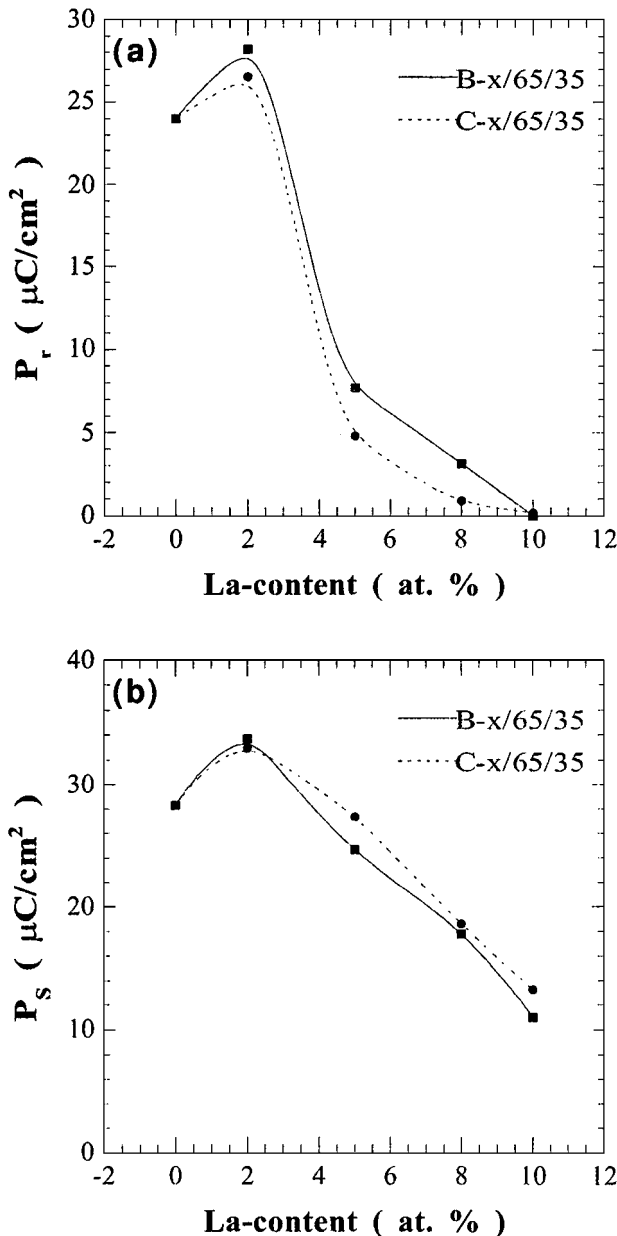 (a)
B-x/65/35
C-x/65/35
30
25
20
15
10
5
0
P_r ( μC/cm² )
-2 0 2 4 6 8 10 12
La-content ( at. % )
(b)
B-x/65/35
C-x/65/35
40
30
20
10
0
P_S ( μC/cm² )
-2 0 2 4 6 8 10 12
La-content ( at. % )